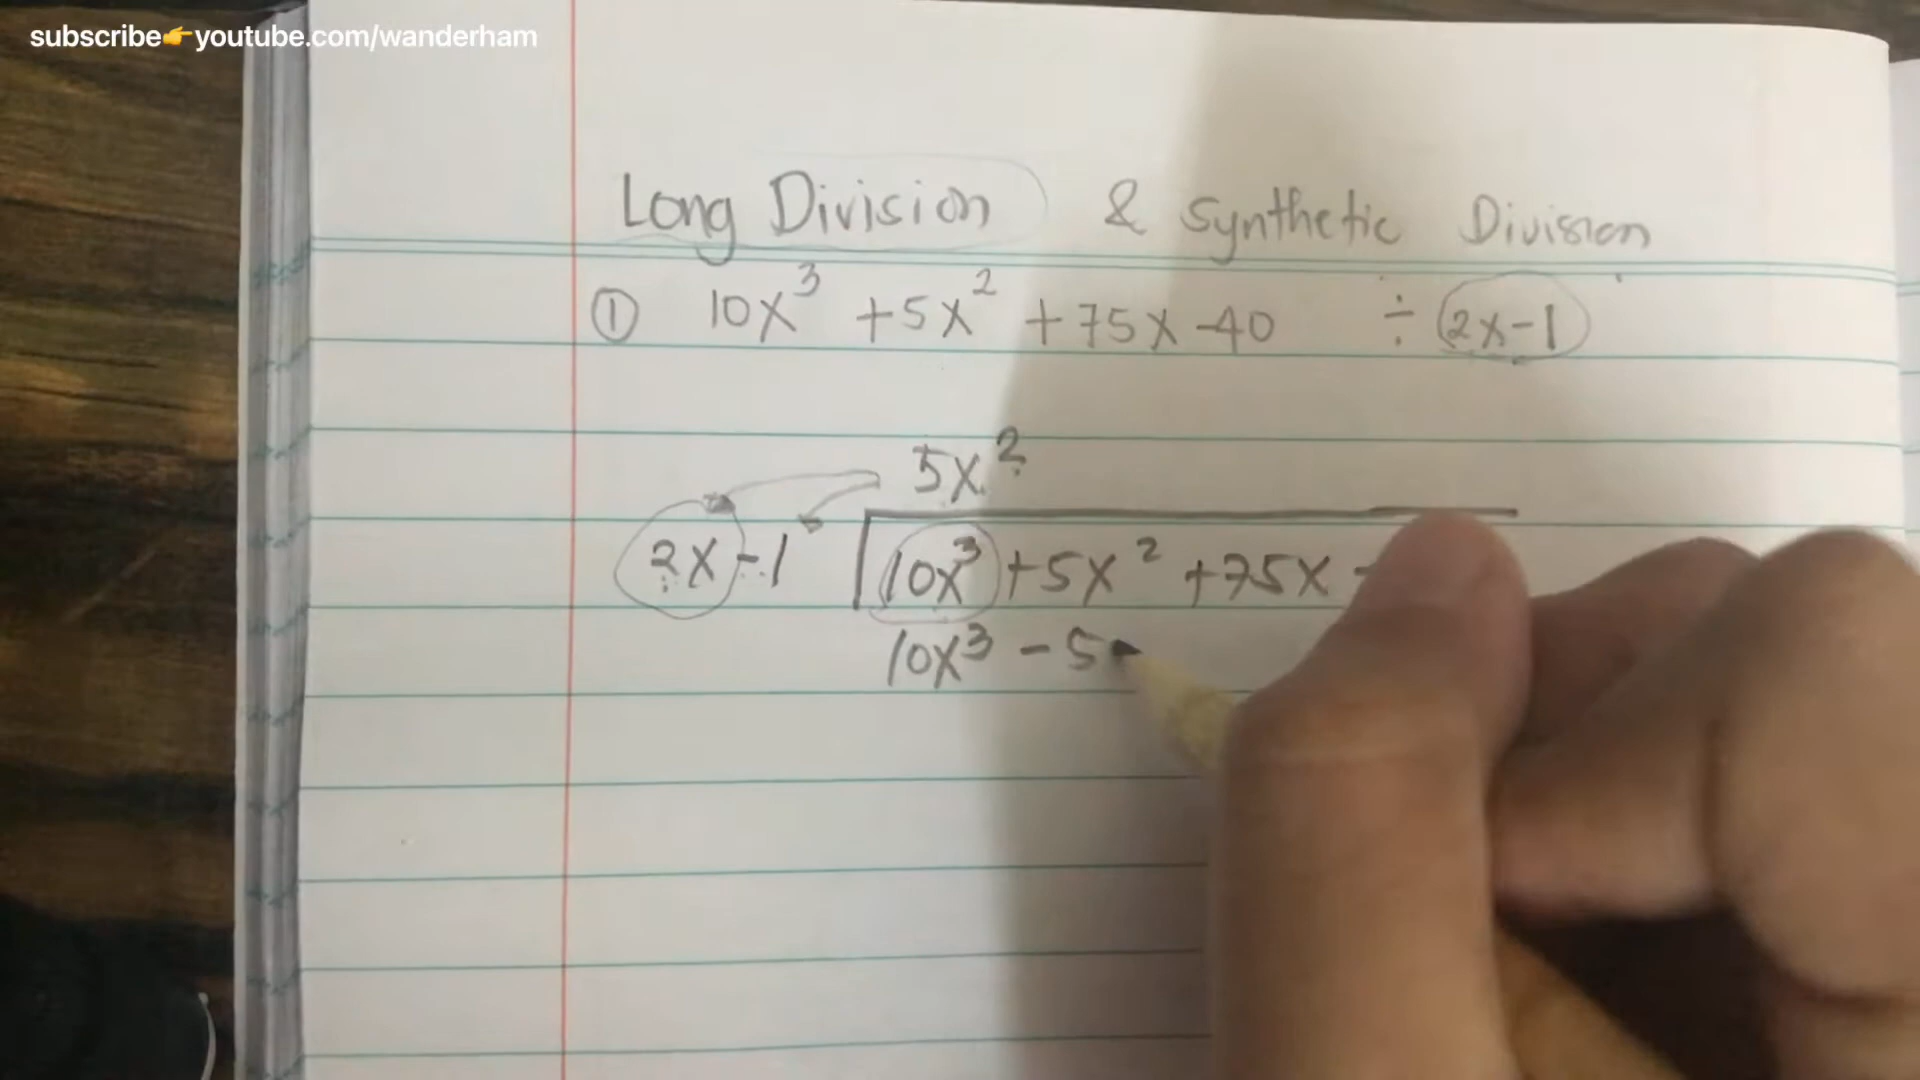 subscribe👉youtube.com/wanderham
Long Division & Synthetic Division
① 10x³ +5x² +75x -40 ÷ 2x-1
5x²
2x-1 10x³ +5x² +75x -
10x³ - 5